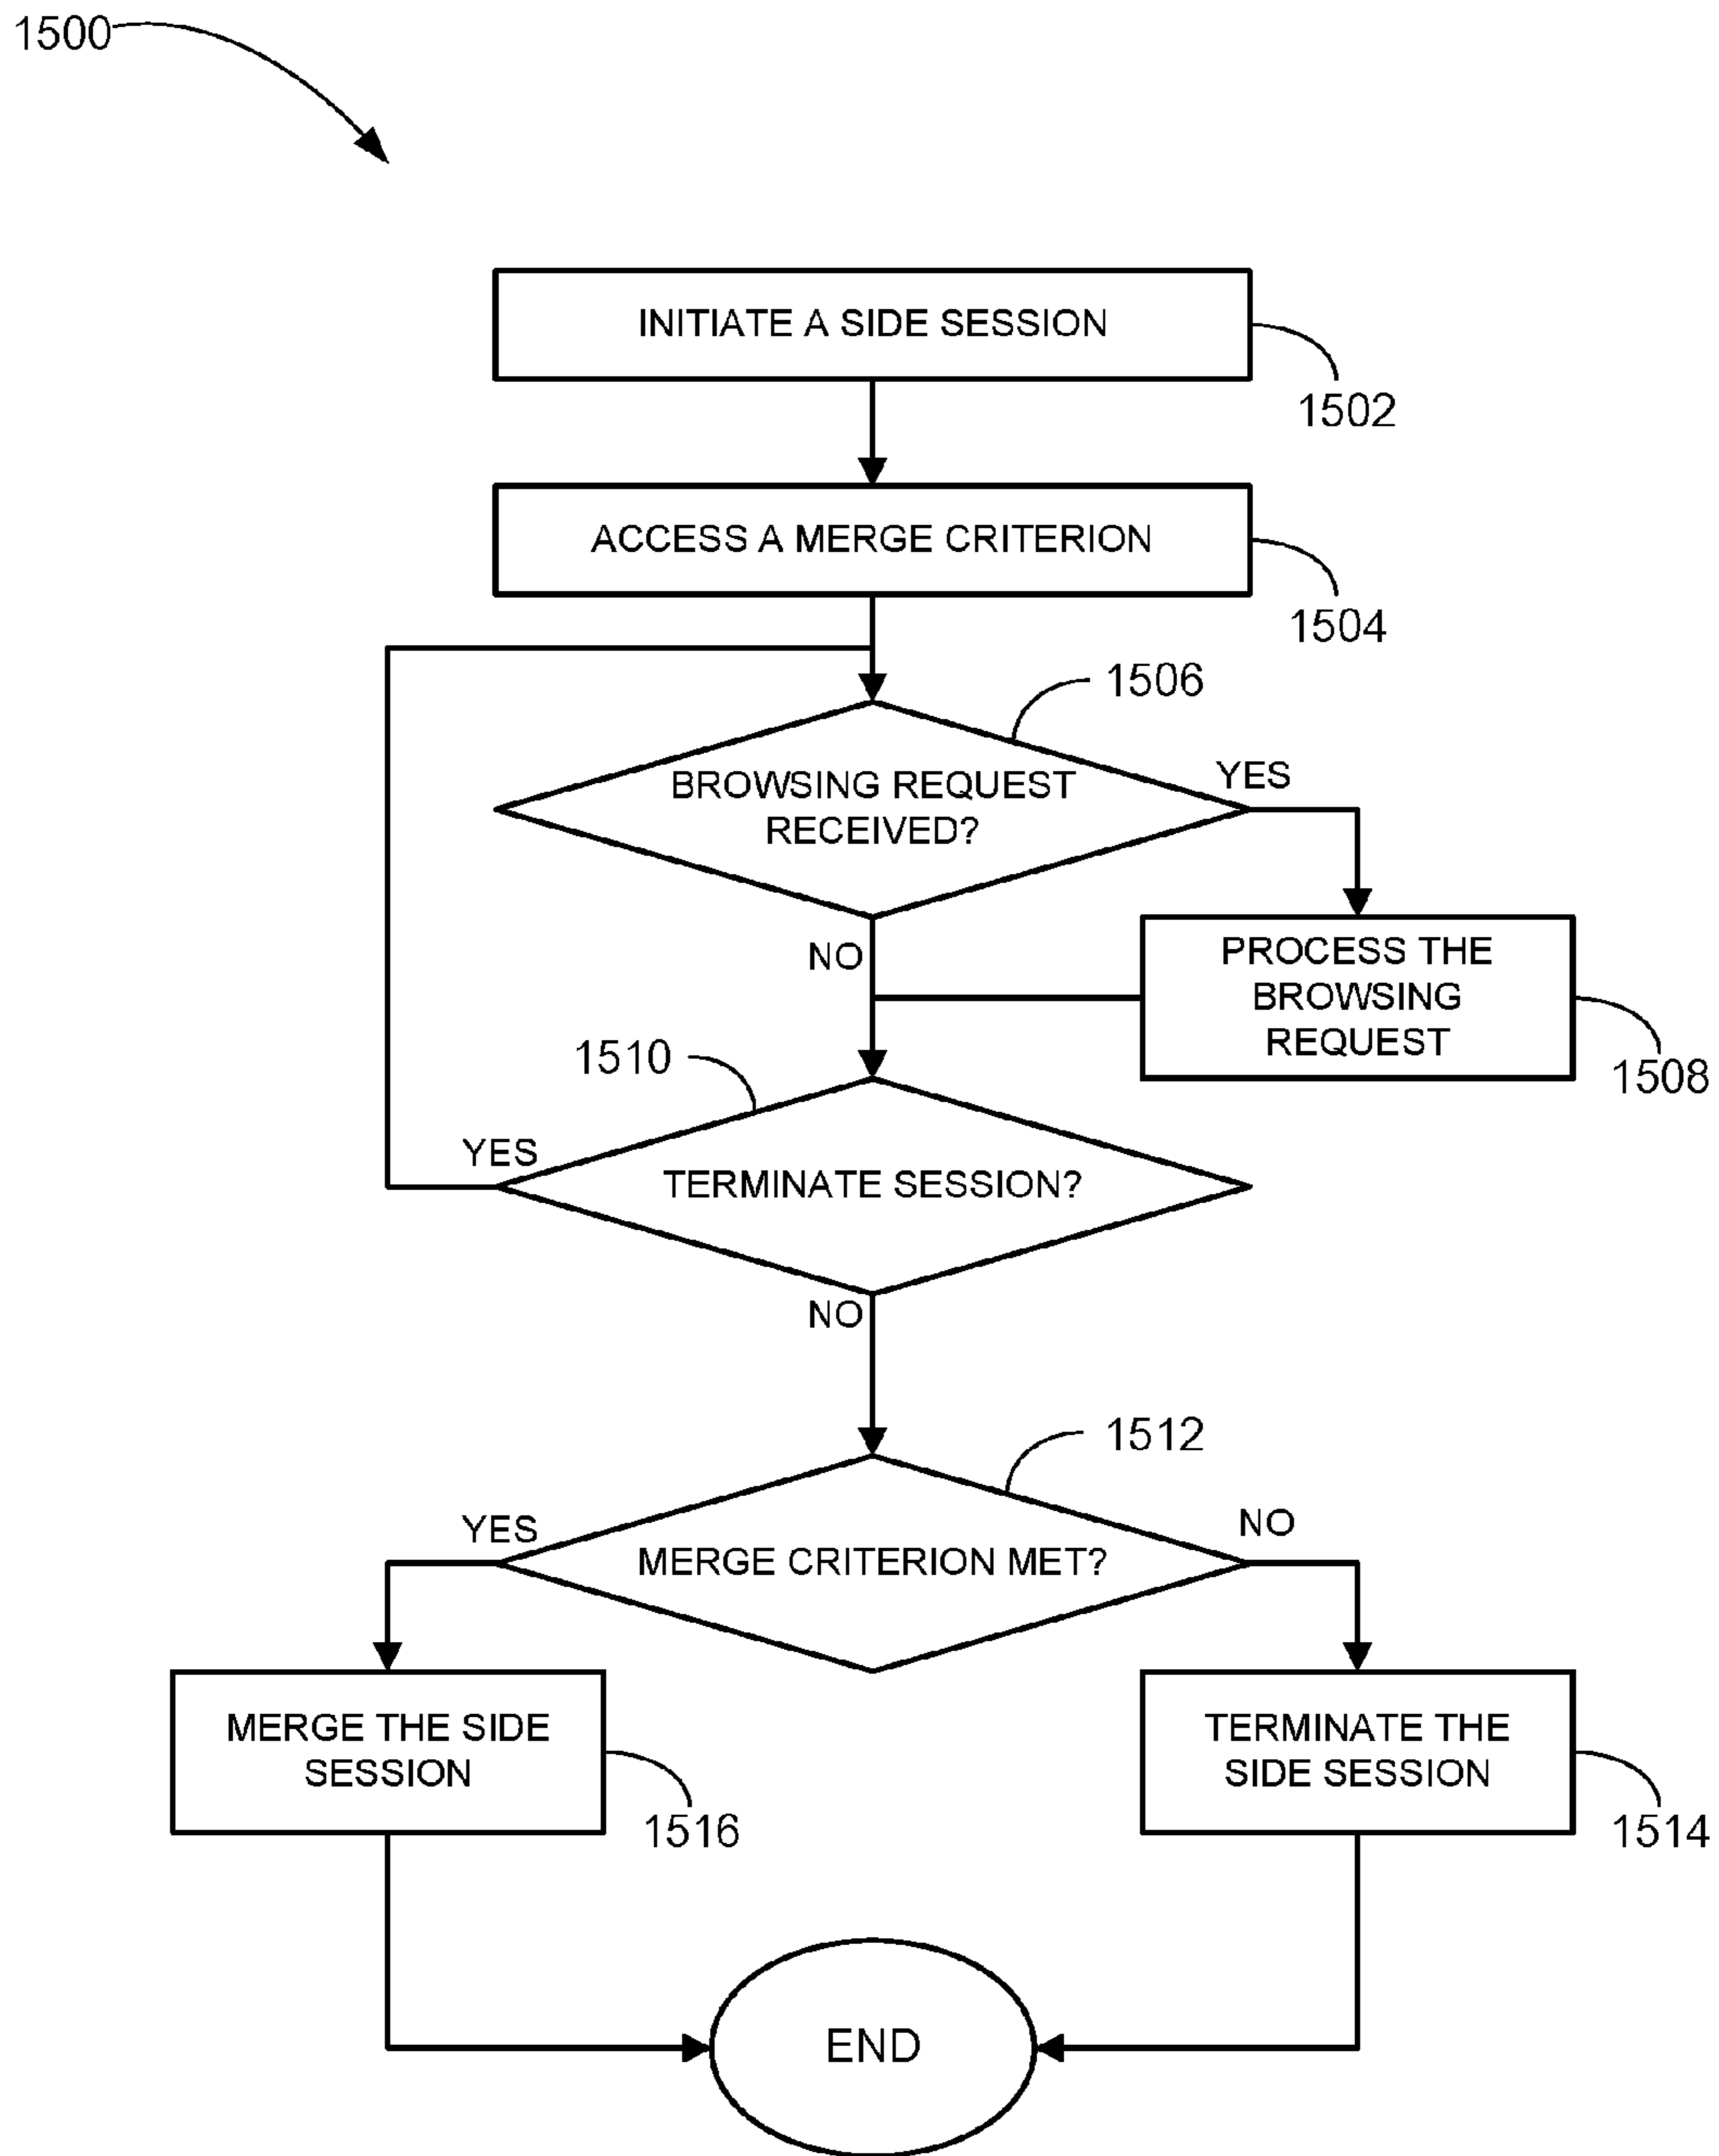 1500
INITIATE A SIDE SESSION
1502
ACCESS A MERGE CRITERION
1504
1506
BROWSING REQUEST
RECEIVED?
YES
NO
PROCESS THE
BROWSING
REQUEST
1508
1510
YES
TERMINATE SESSION?
NO
1512
YES
MERGE CRITERION MET?
NO
MERGE THE SIDE
SESSION
1516
TERMINATE THE
SIDE SESSION
1514
END